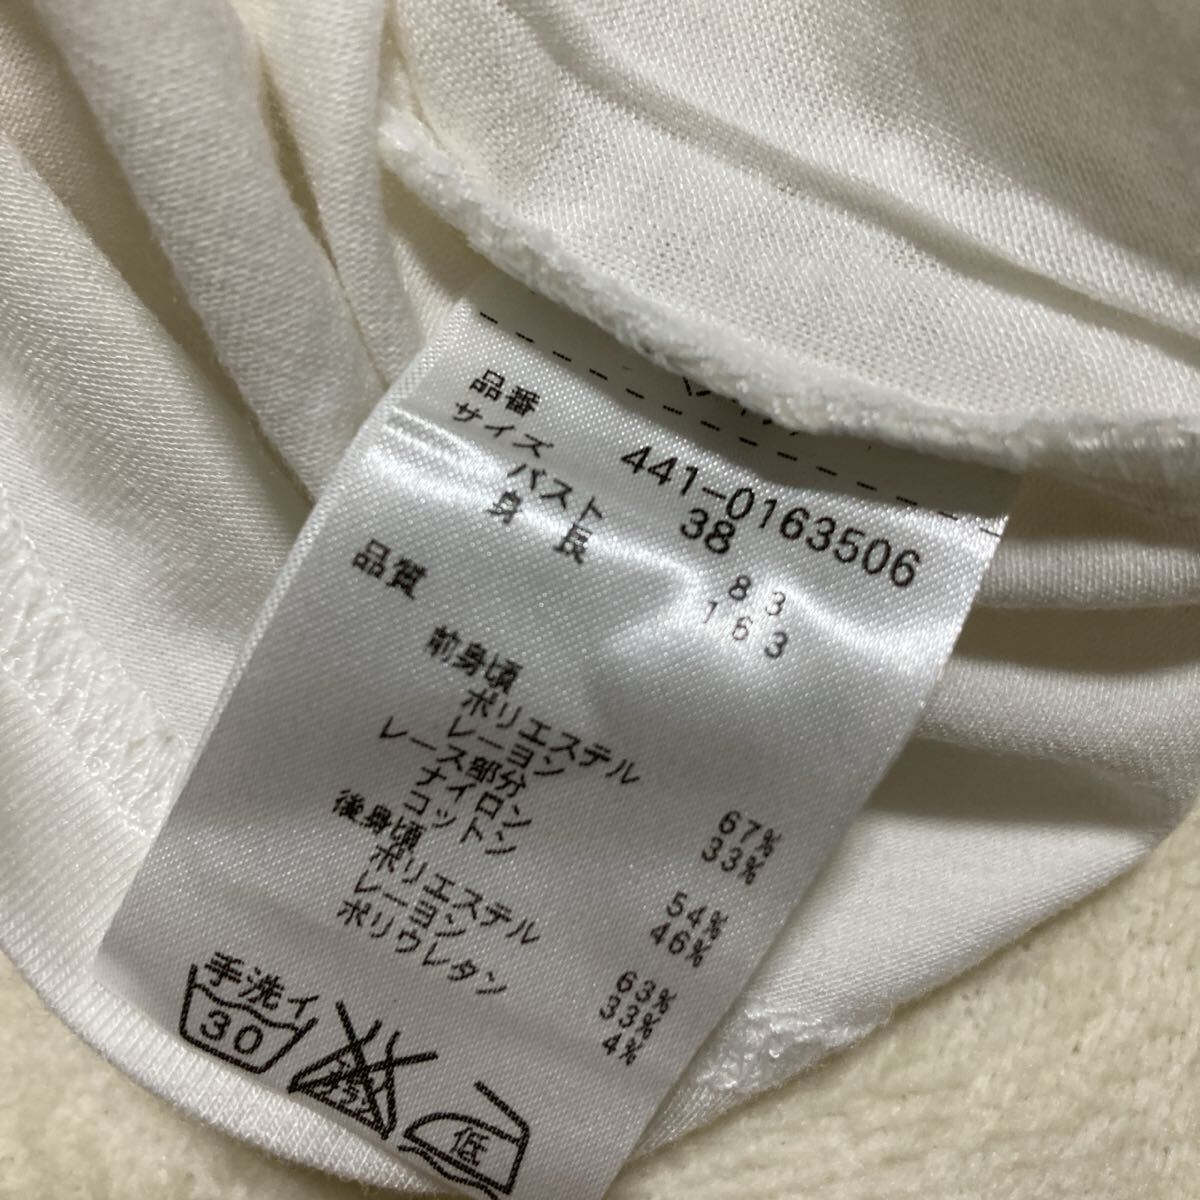 品番 441-0163506
サイズ 38
バスト 83
身長 163
品質
前身頃
ポリエステル 67%
レーヨン 33%
レース部分
ナイロン 54%
コットン 46%
後身頃
ポリエステル 63%
レーヨン 33%
ポリウレタン 4%
手洗イ
30
低